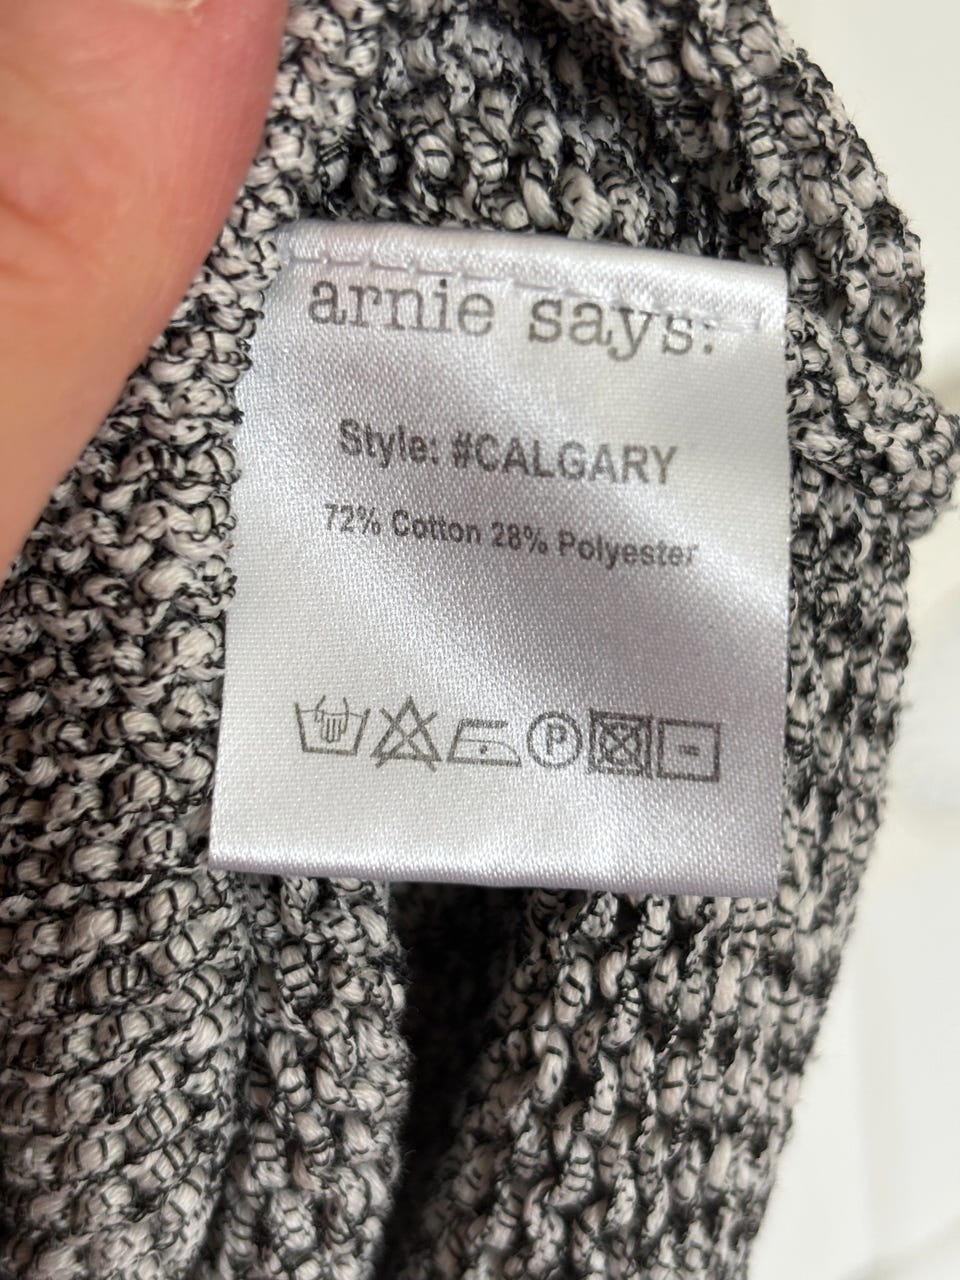 arnie says:
Style: #CALGARY
72% Cotton 28% Polyester
P